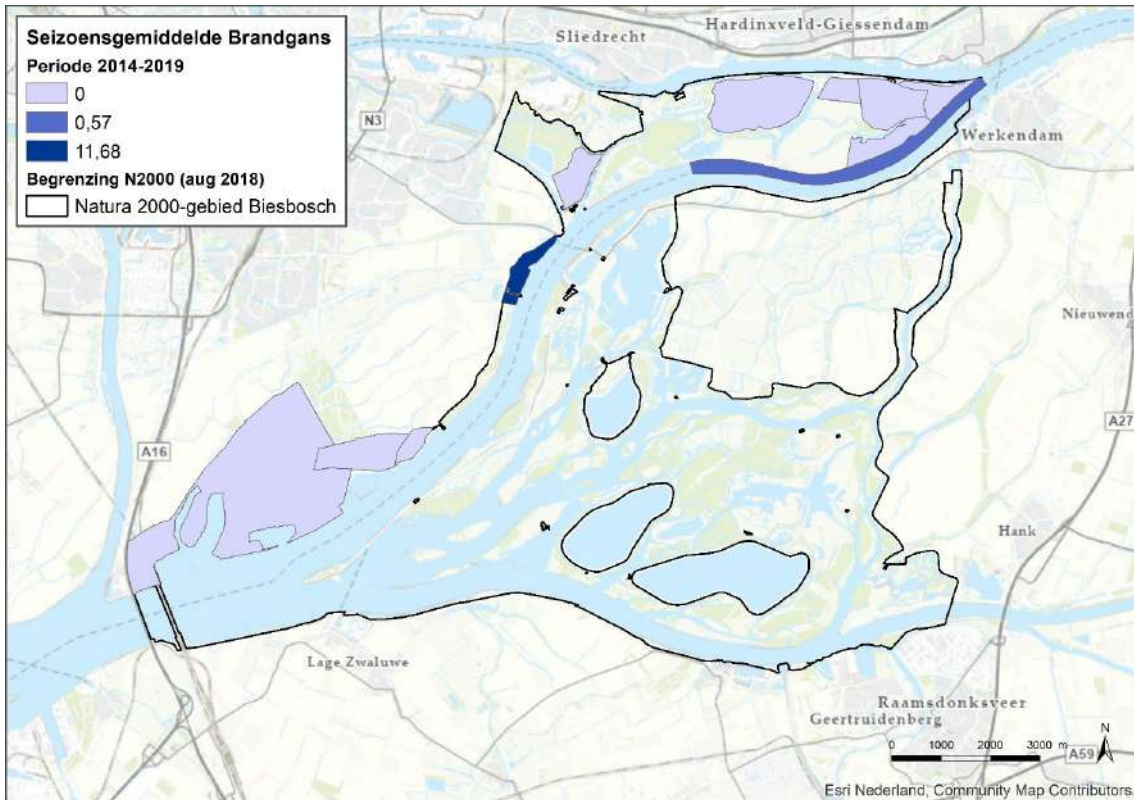 Seizoensgemiddelde Brandgans
Periode 2014-2019
0
0,57
11,68
Begrenzing N2000 (aug 2018)
Natura 2000-gebied Biesbosch
Hardinxveld-Giessendam
Sliedrecht
N3
Werkendam
Nieuwend
A27
A16
Hank
Lage Zwaluwe
Raamsdonksveer
Geertruidenberg
N
0 1000 2000 3000 m
A59
Esri Nederland, Community Map Contributors